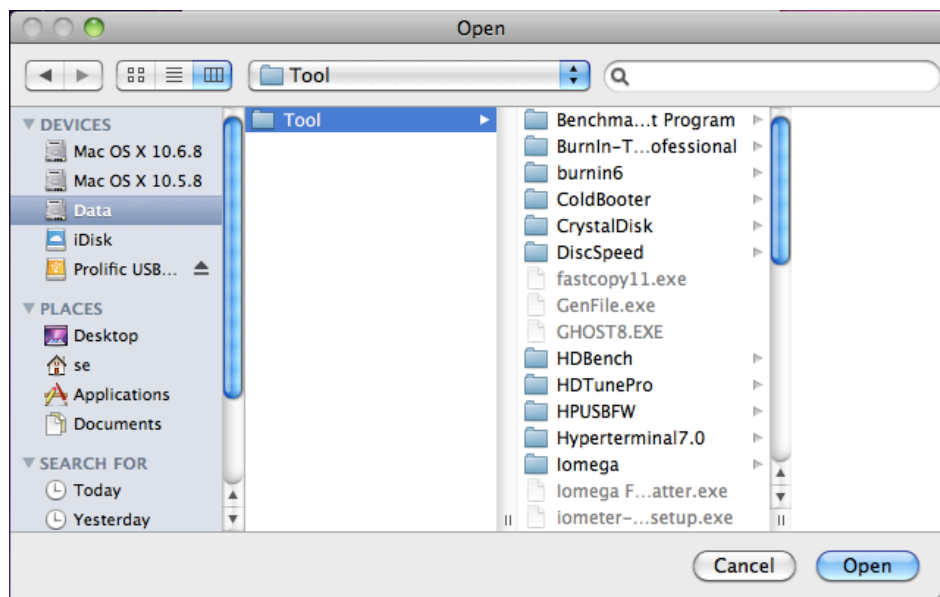 Open
Tool
DEVICES
Mac OS X 10.6.8
Mac OS X 10.5.8
Data
iDisk
Prolific USB...
PLACES
Desktop
se
Applications
Documents
SEARCH FOR
Today
Yesterday
Tool
Benchma...t Program
BurnIn-T...ofessional
burnin6
ColdBooter
CrystalDisk
DiscSpeed
fastcopy11.exe
GenFile.exe
GHOST8.EXE
HDBench
HDTunePro
HPUSBFW
Hyperterminal7.0
Iomega
Iomega F...atter.exe
iometer-...setup.exe
Cancel
Open